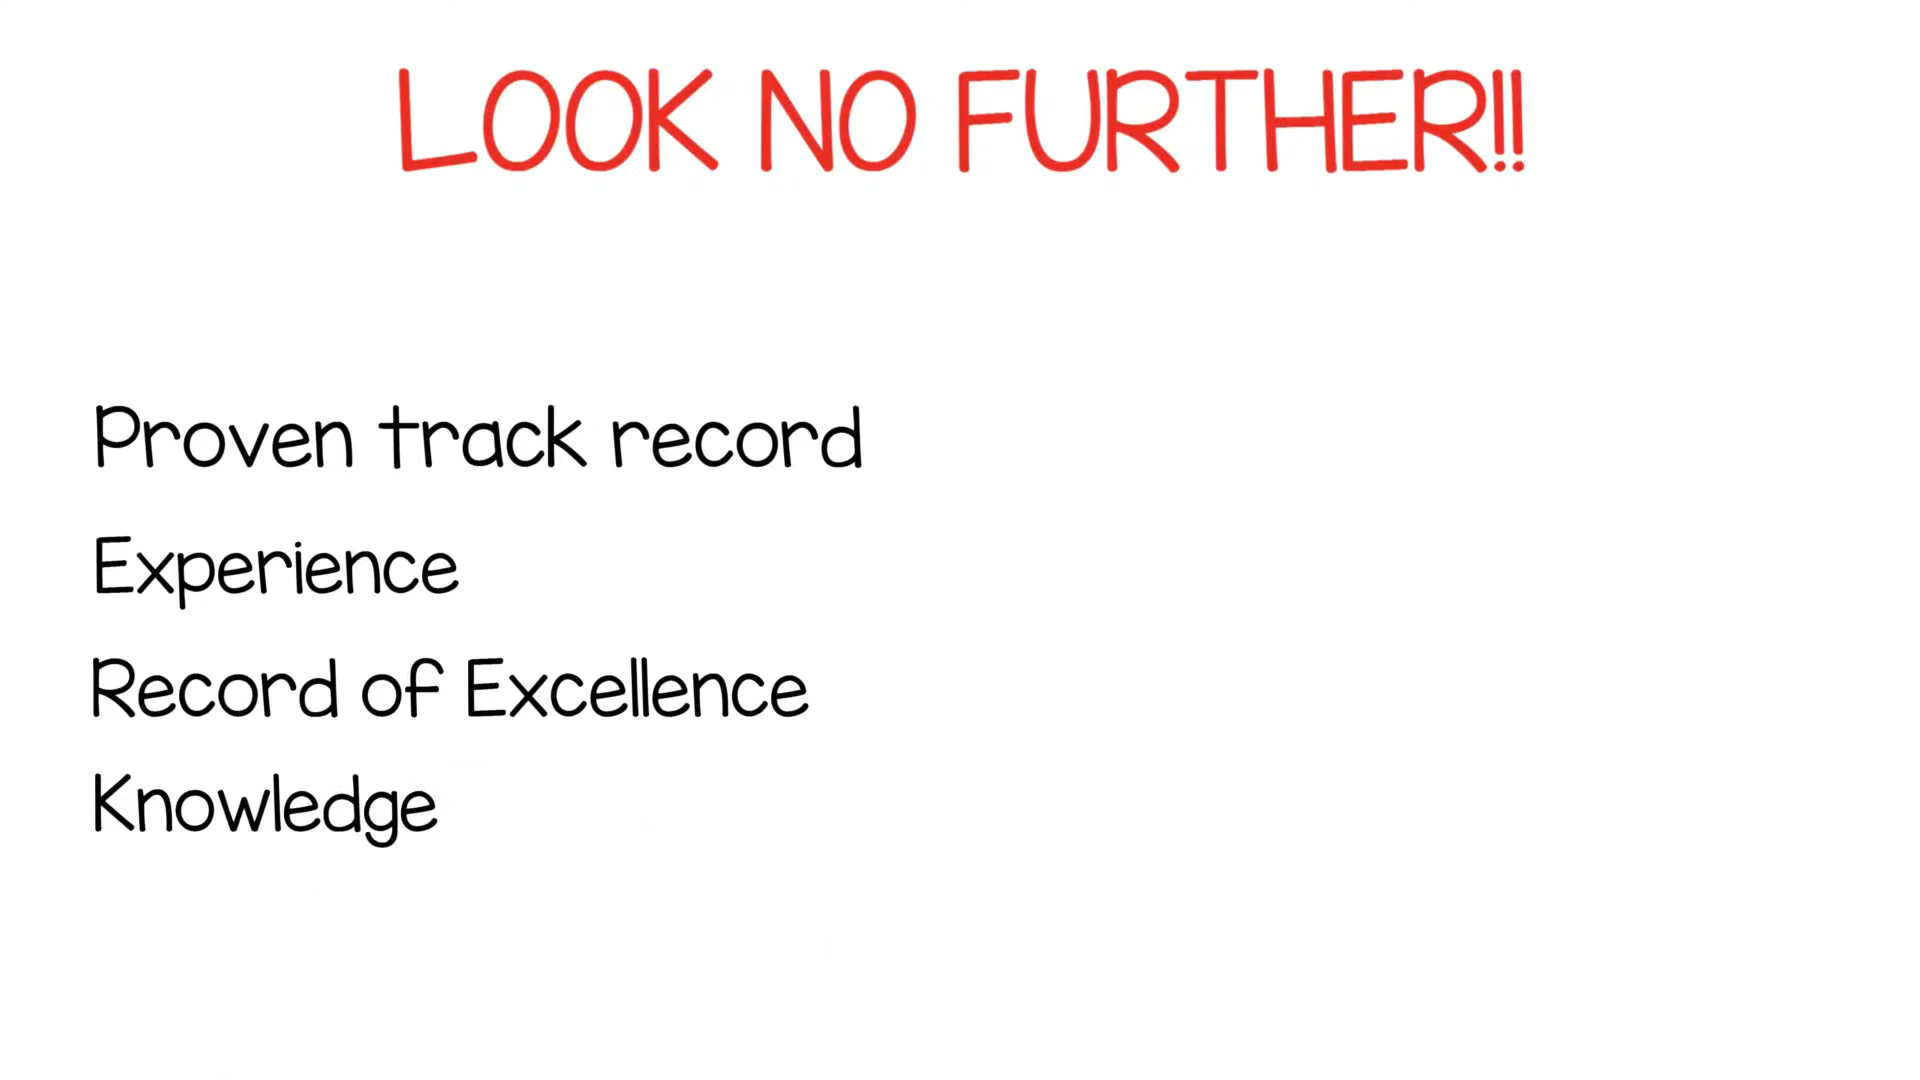 LOOK NO FURTHER!!
Proven track record
Experience
Record of Excellence
Knowledge